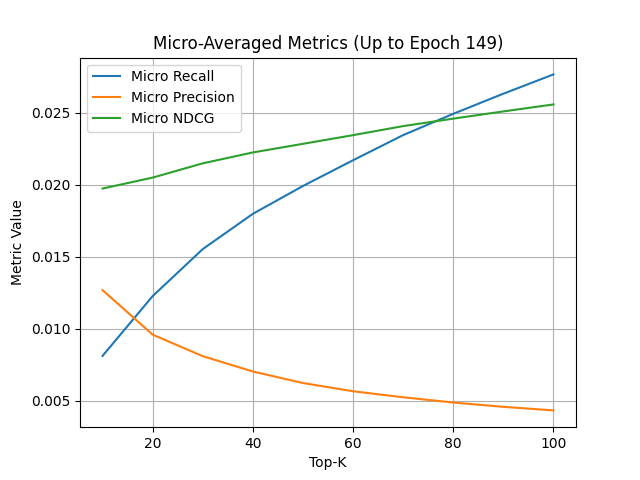 Micro-Averaged Metrics (Up to Epoch 149)
Micro Recall
Micro Precision
Micro NDCG
Metric Value
0.025
0.020
0.015
0.010
0.005
20
40
60
80
100
Top-K